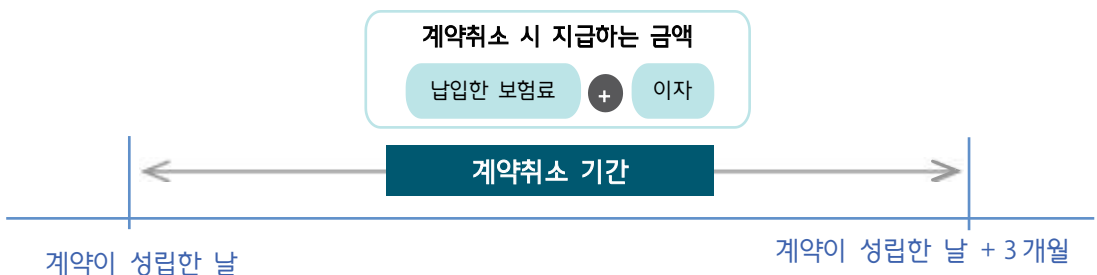 계약취소 시 지급하는 금액
납입한 보험료 + 이자
계약취소 기간
계약이 성립한 날
계약이 성립한 날 + 3개월